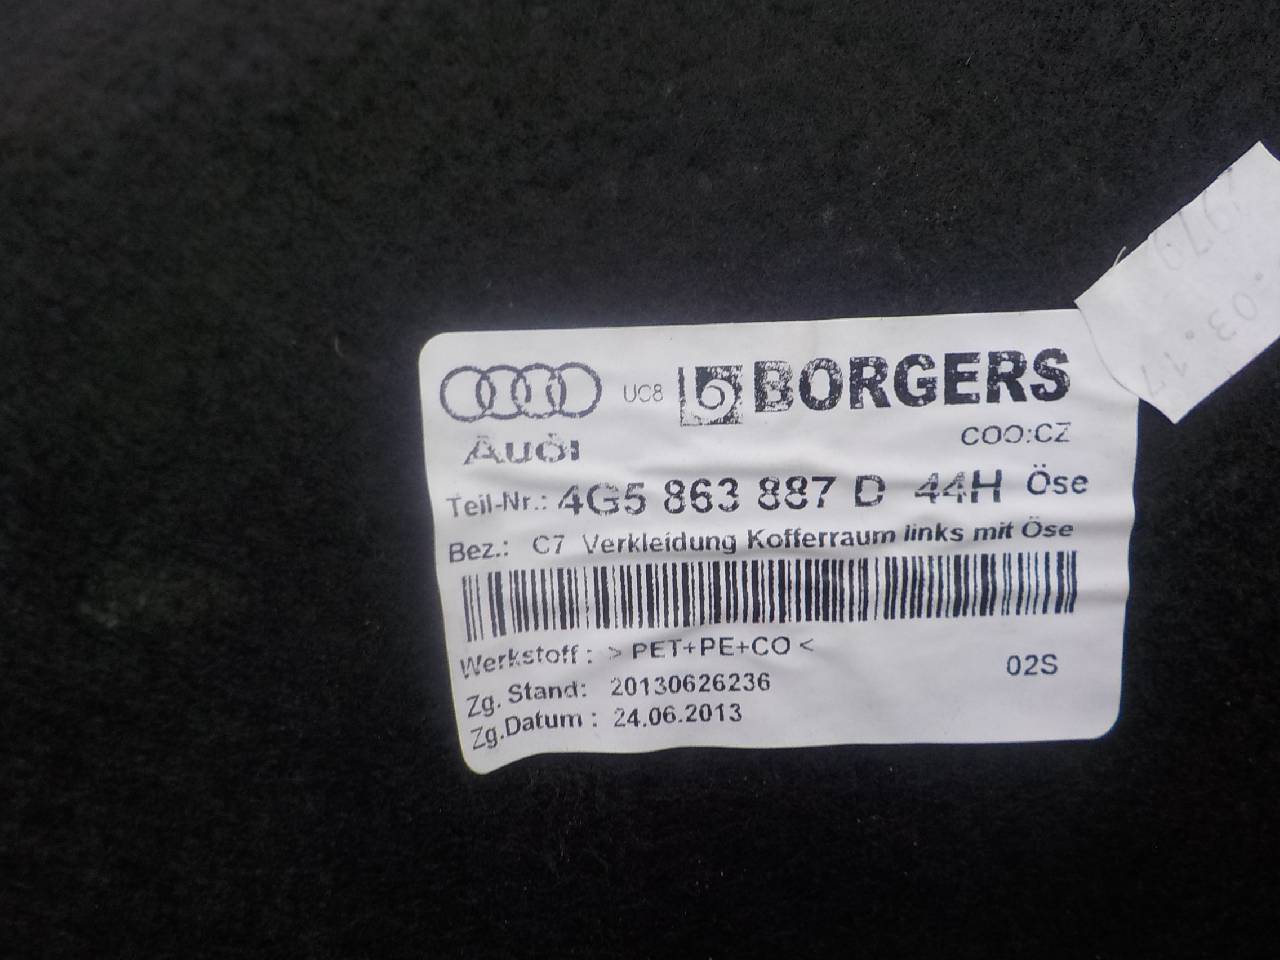 UC8 BORGERS
Audi
COO:CZ
Teil-Nr.: 4G5 863 887 D 44H Öse
Bez.: C7 Verkleidung Kofferraum links mit Öse
Werkstoff: > PET+PE+CO <
02S
Zg. Stand: 20130626236
Zg.Datum : 24.06.2013